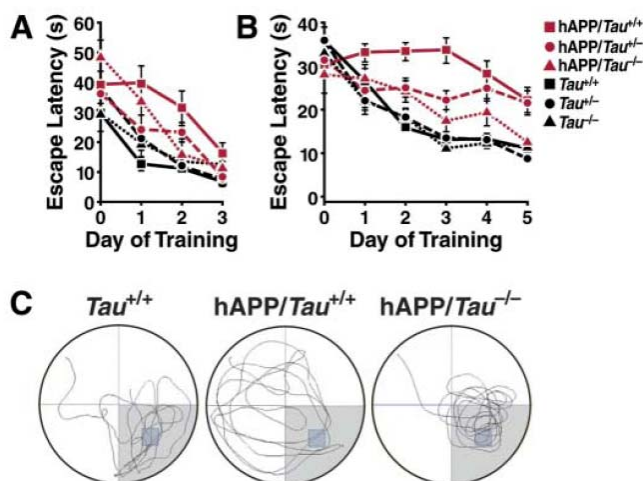 A
Escape Latency (s)
60
50
40
30
20
10
0
0 1 2 3
Day of Training
B
Escape Latency (s)
40
30
20
10
0
0 1 2 3 4 5
Day of Training
hAPP/Tau+/+
hAPP/Tau+/–
hAPP/Tau–/–
Tau+/+
Tau+/–
Tau–/–
C
Tau+/+ hAPP/Tau+/+ hAPP/Tau–/–